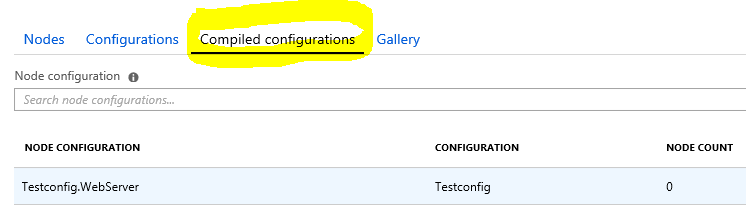 Nodes Configurations Compiled configurations Gallery
Node configuration
Search node configurations...
NODE CONFIGURATION CONFIGURATION NODE COUNT
Testconfig.WebServer Testconfig 0